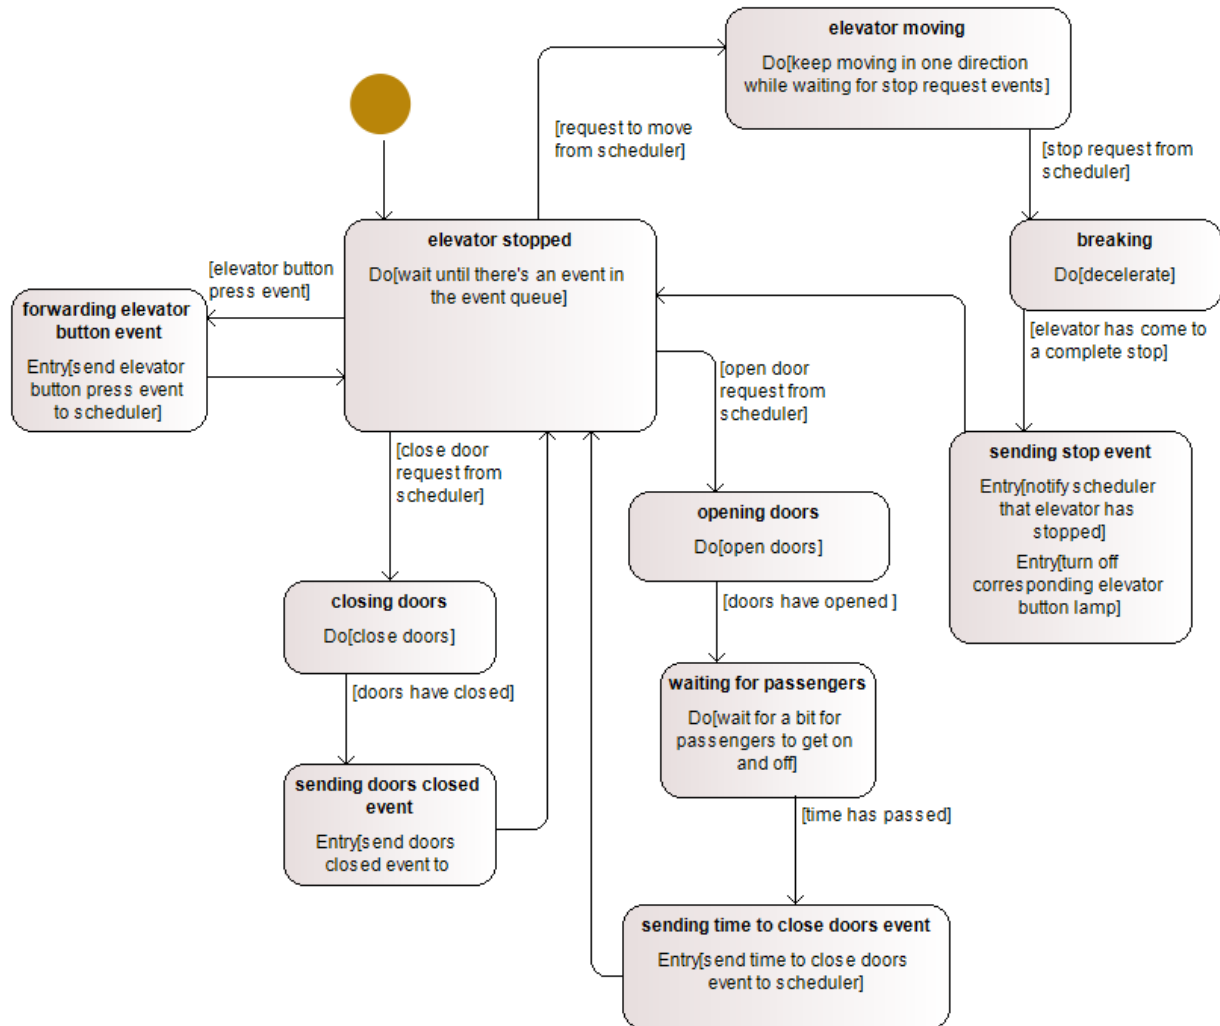 elevator moving
Do[keep moving in one direction
while waiting for stop request events]
[request to move
from scheduler]
[stop request from
scheduler]
elevator stopped
Do[wait until there's an event in
the event queue]
breaking
Do[decelerate]
[elevator button
press event]
forwarding elevator
button event
Entry[send elevator
button press event
to scheduler]
[elevator has come to
a complete stop]
[open door
request from
scheduler]
[close door
request from
scheduler]
sending stop event
Entry[notify scheduler
that elevator has
stopped]
Entry[turn off
corresponding elevator
button lamp]
opening doors
Do[open doors]
[doors have opened ]
closing doors
Do[close doors]
[doors have closed]
waiting for passengers
Do[wait for a bit for
passengers to get on
and off]
[time has passed]
sending doors closed
event
Entry[send doors
closed event to
sending time to close doors event
Entry[send time to close doors
event to scheduler]